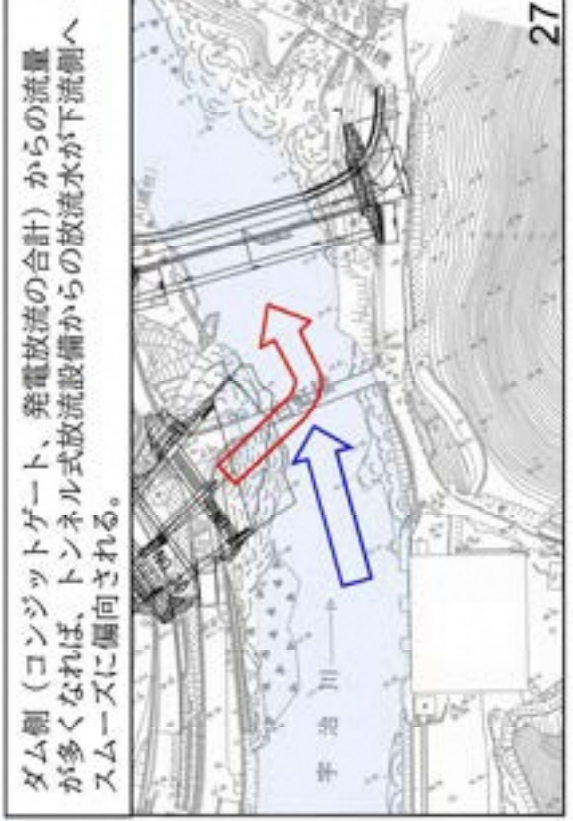 ダム側（コンジットゲート、発電放流の合計）からの流量
が多くなれば、トンネル式放流設備からの放流水が下流側へ
スムーズに偏向される。
宇治川
27